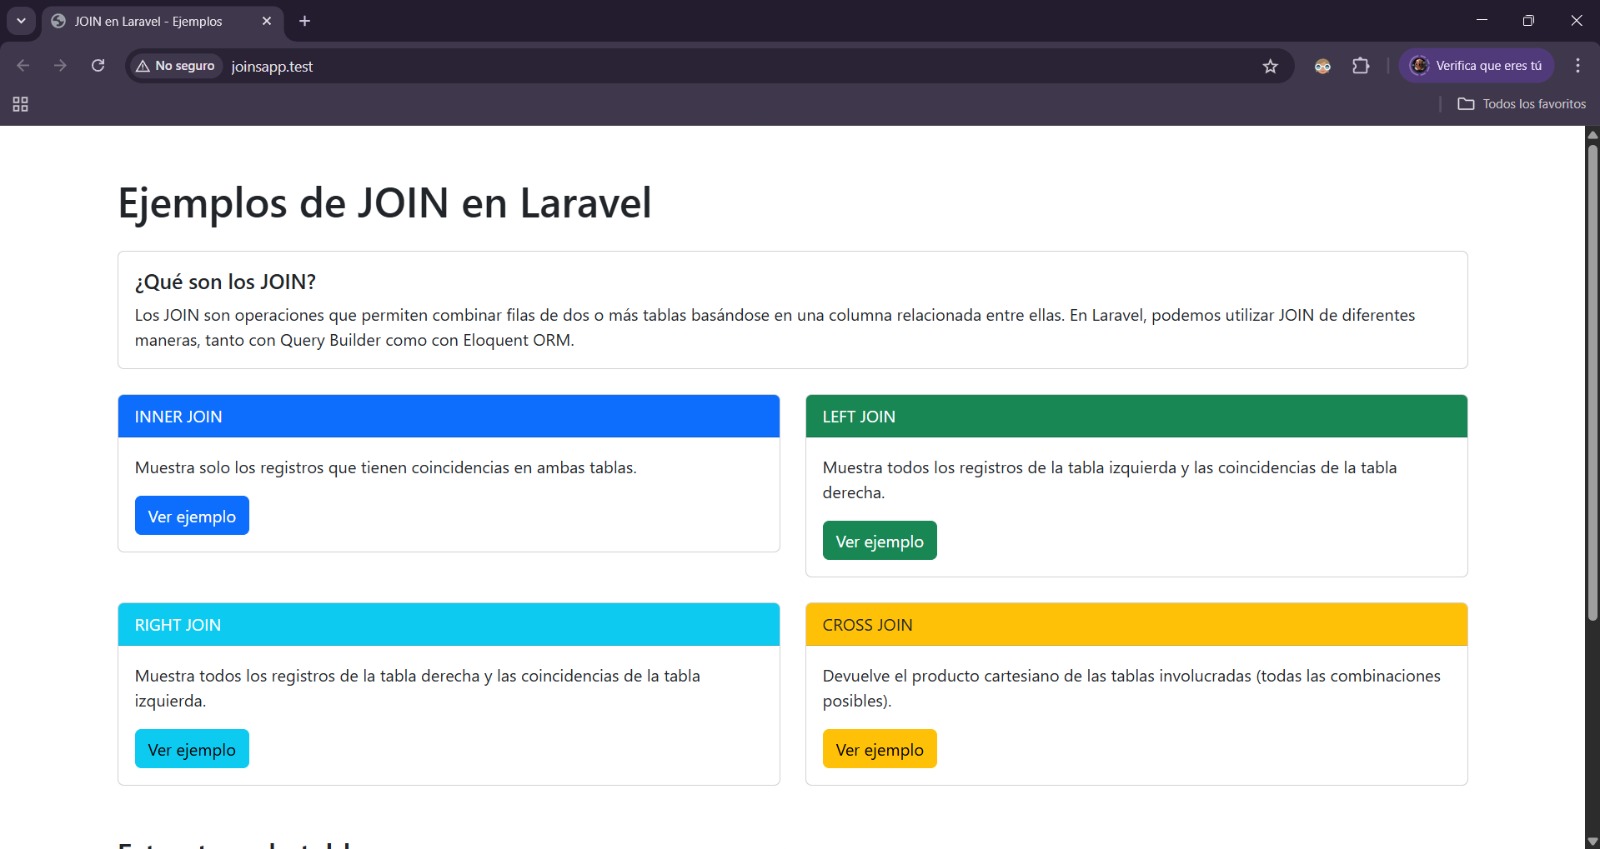 JOIN en Laravel - Ejemplos
No seguro
joinsapp.test
Verifica que eres tú
Todos los favoritos
Ejemplos de JOIN en Laravel
¿Qué son los JOIN?
Los JOIN son operaciones que permiten combinar filas de dos o más tablas basándose en una columna relacionada entre ellas. En Laravel, podemos utilizar JOIN de diferentes
maneras, tanto con Query Builder como con Eloquent ORM.
INNER JOIN
Muestra solo los registros que tienen coincidencias en ambas tablas.
Ver ejemplo
LEFT JOIN
Muestra todos los registros de la tabla izquierda y las coincidencias de la tabla
derecha.
Ver ejemplo
RIGHT JOIN
Muestra todos los registros de la tabla derecha y las coincidencias de la tabla
izquierda.
Ver ejemplo
CROSS JOIN
Devuelve el producto cartesiano de las tablas involucradas (todas las combinaciones
posibles).
Ver ejemplo